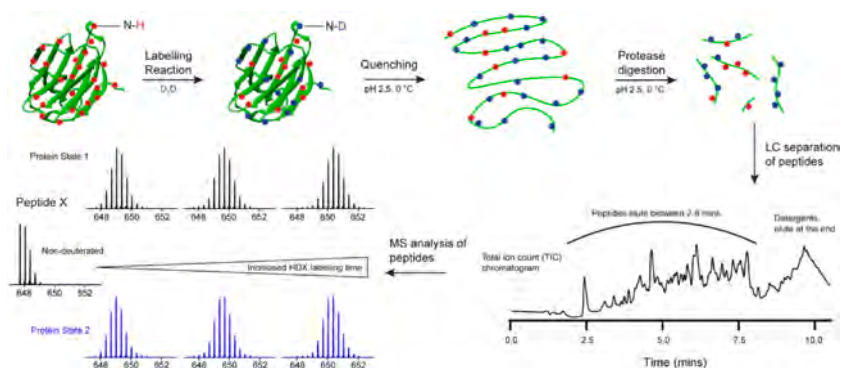 N-H
Labelling
Reaction
D₂O
N-D
Quenching
pH 2.5, 0 °C
Protease
digestion
pH 2.5, 0 °C
LC separation
of peptides
Protein State 1
648 650 652
648 650 652
648 650 652
Peptide X
Non-deuterated
648 650 652
Increased HDX labelling time
MS analysis of
peptides
Protein State 2
648 650 652
648 650 652
648 650 652
Peptides elute between 2-8 mins.
Detergents
elute at the end
Total ion count (TIC)
chromatogram
0.0 2.5 5.0 7.5 10.0
Time (mins)